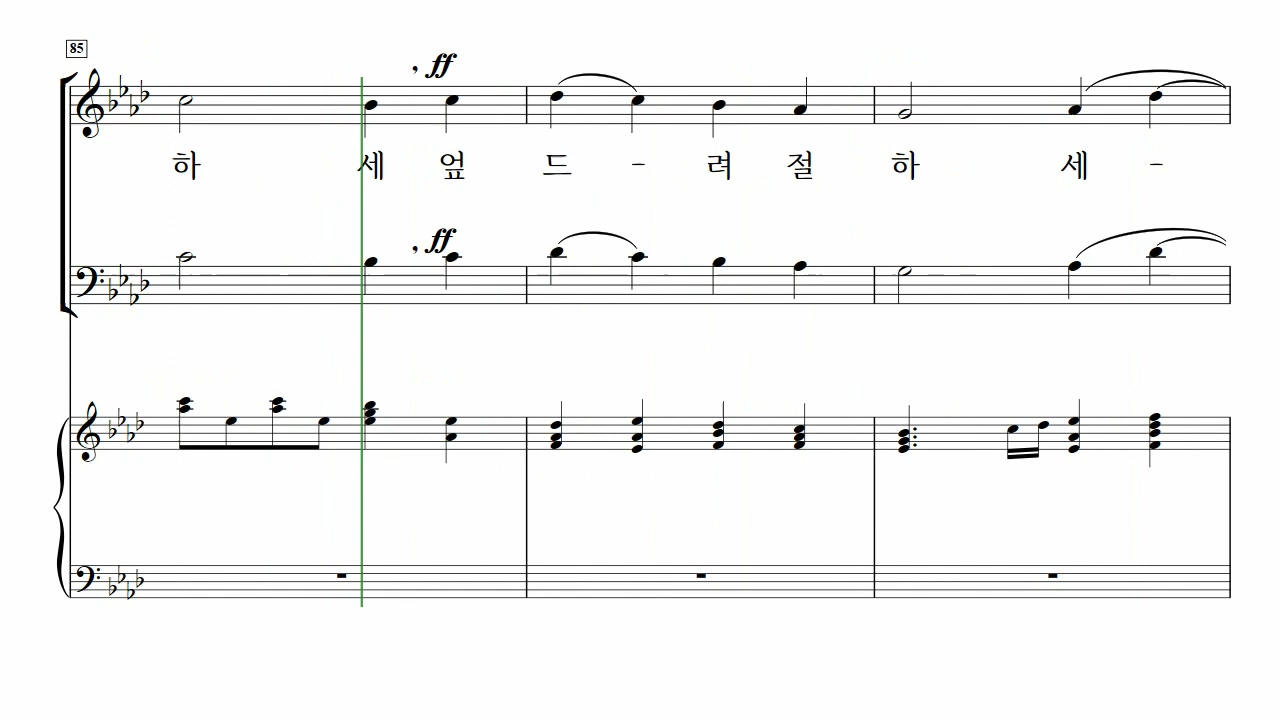 85
, ff
하 세 엎 드 - 려 절 하 세 -
, ff